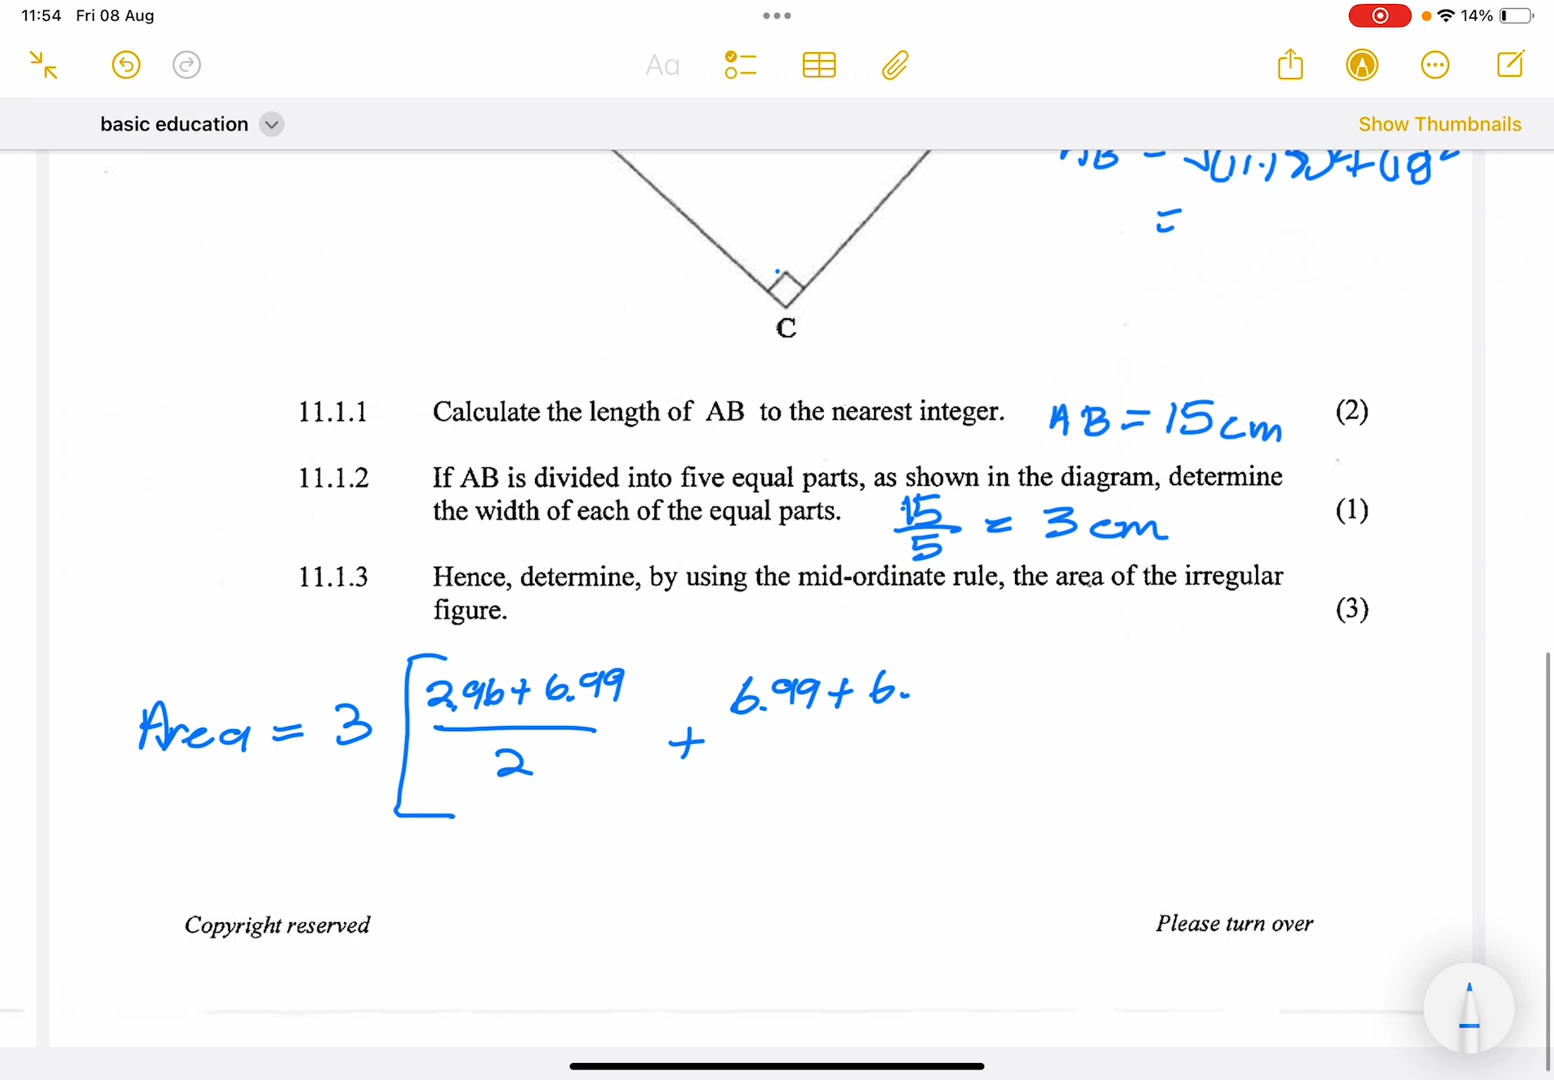 11:54 Fri 08 Aug
14%
Aa
basic education
Show Thumbnails
=
C
11.1.1 Calculate the length of AB to the nearest integer. AB = 15 cm (2)
11.1.2 If AB is divided into five equal parts, as shown in the diagram, determine
the width of each of the equal parts. 15/5 = 3 cm (1)
11.1.3 Hence, determine, by using the mid-ordinate rule, the area of the irregular
figure. (3)
Area = 3 [ 2.96 + 6.99 / 2 + 6.99 + 6.
Copyright reserved
Please turn over